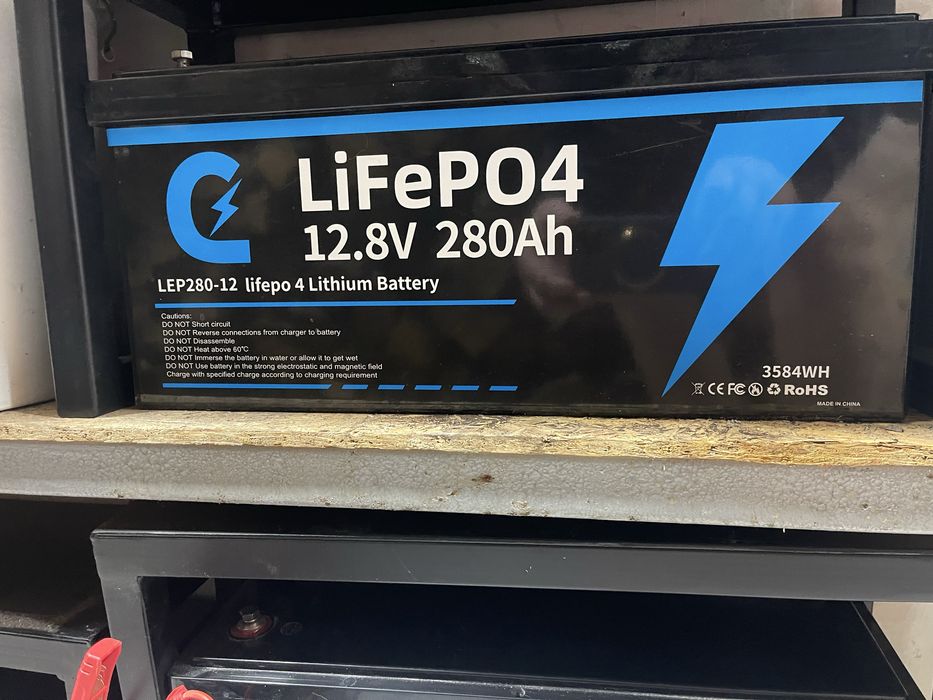 LiFePO4
12.8V 280Ah
LEP280-12 lifepo 4 Lithium Battery
Cautions:
DO NOT Short circuit
DO NOT Reverse connections from charger to battery
DO NOT Disassemble
DO NOT Heat above 60℃
DO NOT Immerse the battery in water or allow it to get wet
DO NOT Use battery in the strong electrostatic and magnetic field
Charge with specified charge according to charging requirement
3584WH
CE FC RoHS
MADE IN CHINA